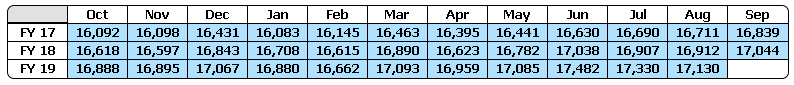 Oct Nov Dec Jan Feb Mar Apr May Jun Jul Aug Sep
FY 17 16,092 16,098 16,431 16,083 16,145 16,463 16,395 16,441 16,630 16,690 16,711 16,839
FY 18 16,618 16,597 16,843 16,708 16,615 16,890 16,623 16,782 17,038 16,907 16,912 17,044
FY 19 16,888 16,895 17,067 16,880 16,662 17,093 16,959 17,085 17,482 17,330 17,130